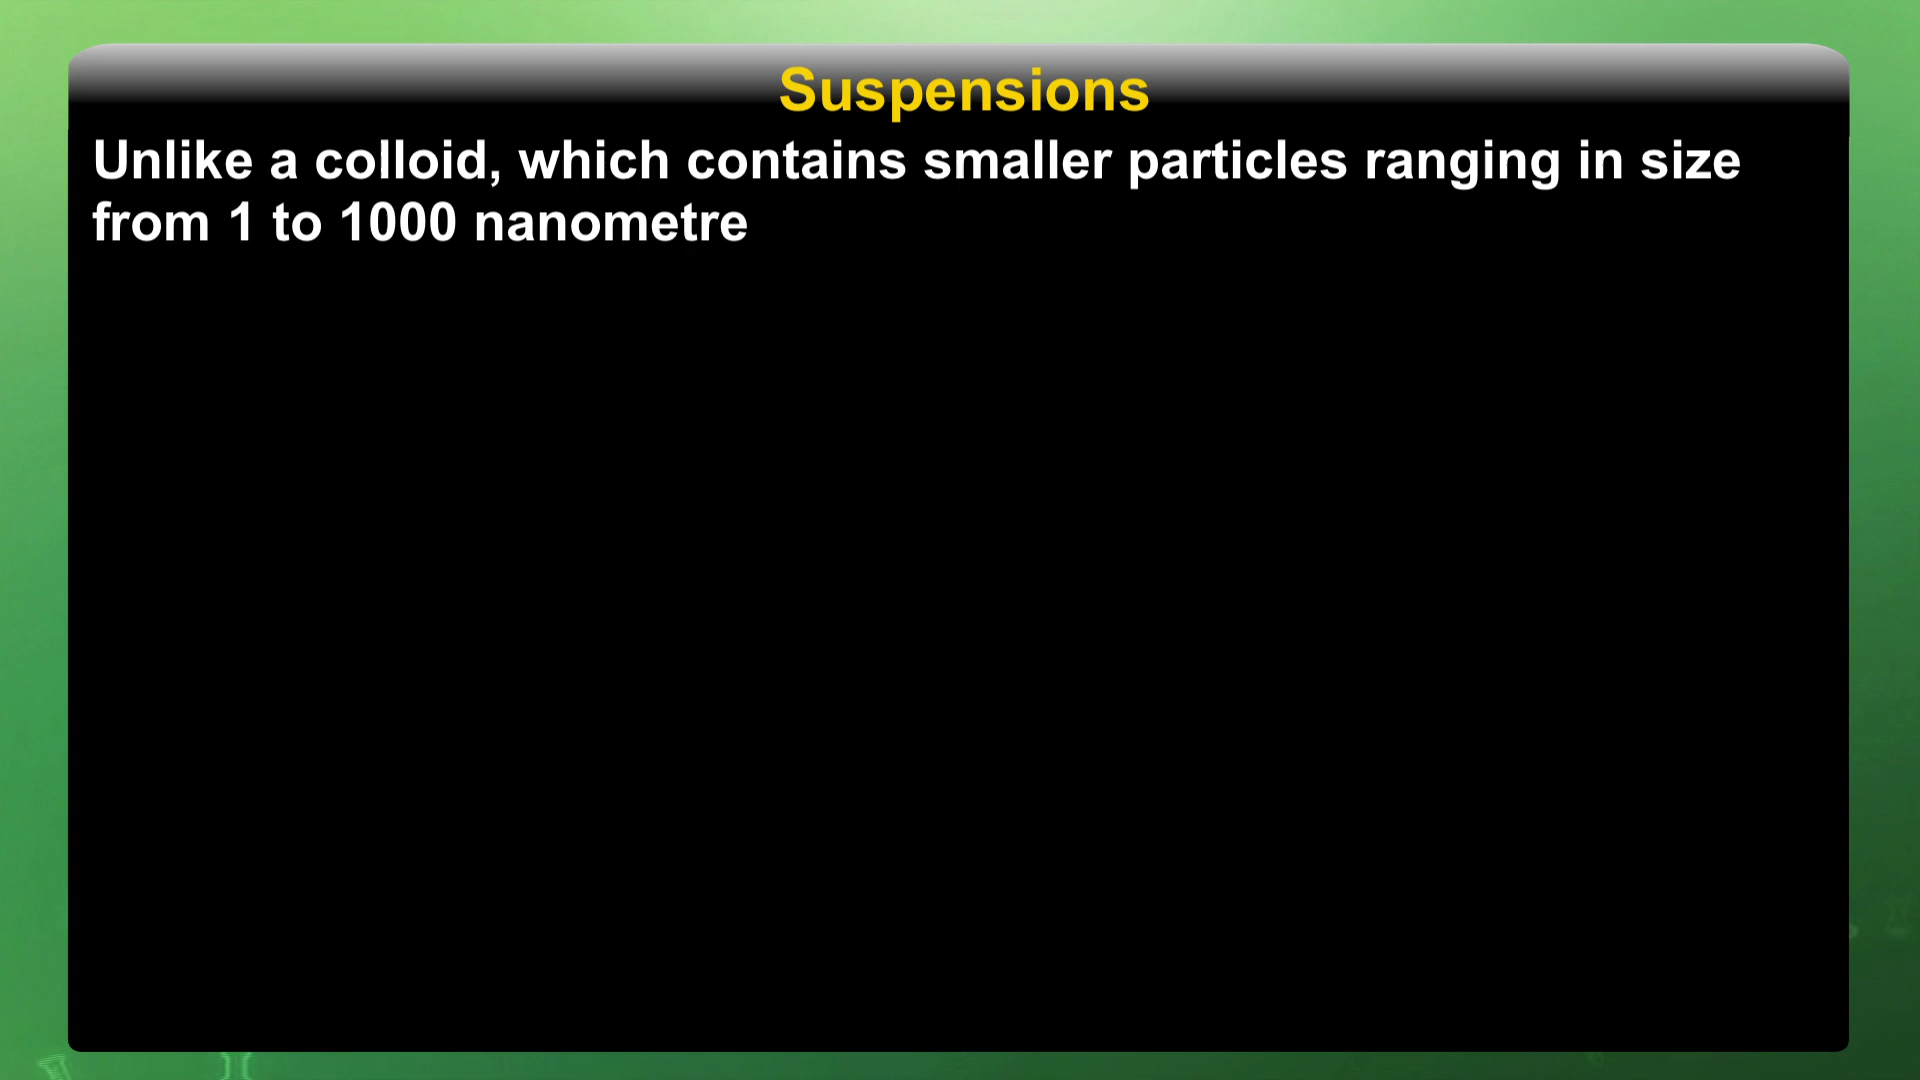 Suspensions
Unlike a colloid, which contains smaller particles ranging in size
from 1 to 1000 nanometre